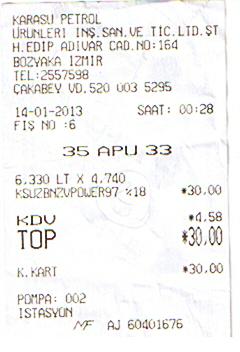 KARASU PETROL
ÜRÜNLERİ İNŞ.SAN.VE TİC.LTD.ŞT
H.EDİP ADIVAR CAD.NO:164
BOZYAKA İZMİR
TEL:2557598
ÇAKABEY VD.520 003 5295
14-01-2013 SAAT: 00:28
FİŞ NO :6
35 APU 33
6,330 LT X 4,740
KSUZBNZVPOWER97 %18 *30,00
KDV *4,58
TOP *30,00
K.KART *30,00
POMPA: 002
İSTASYON
MF AJ 60401676